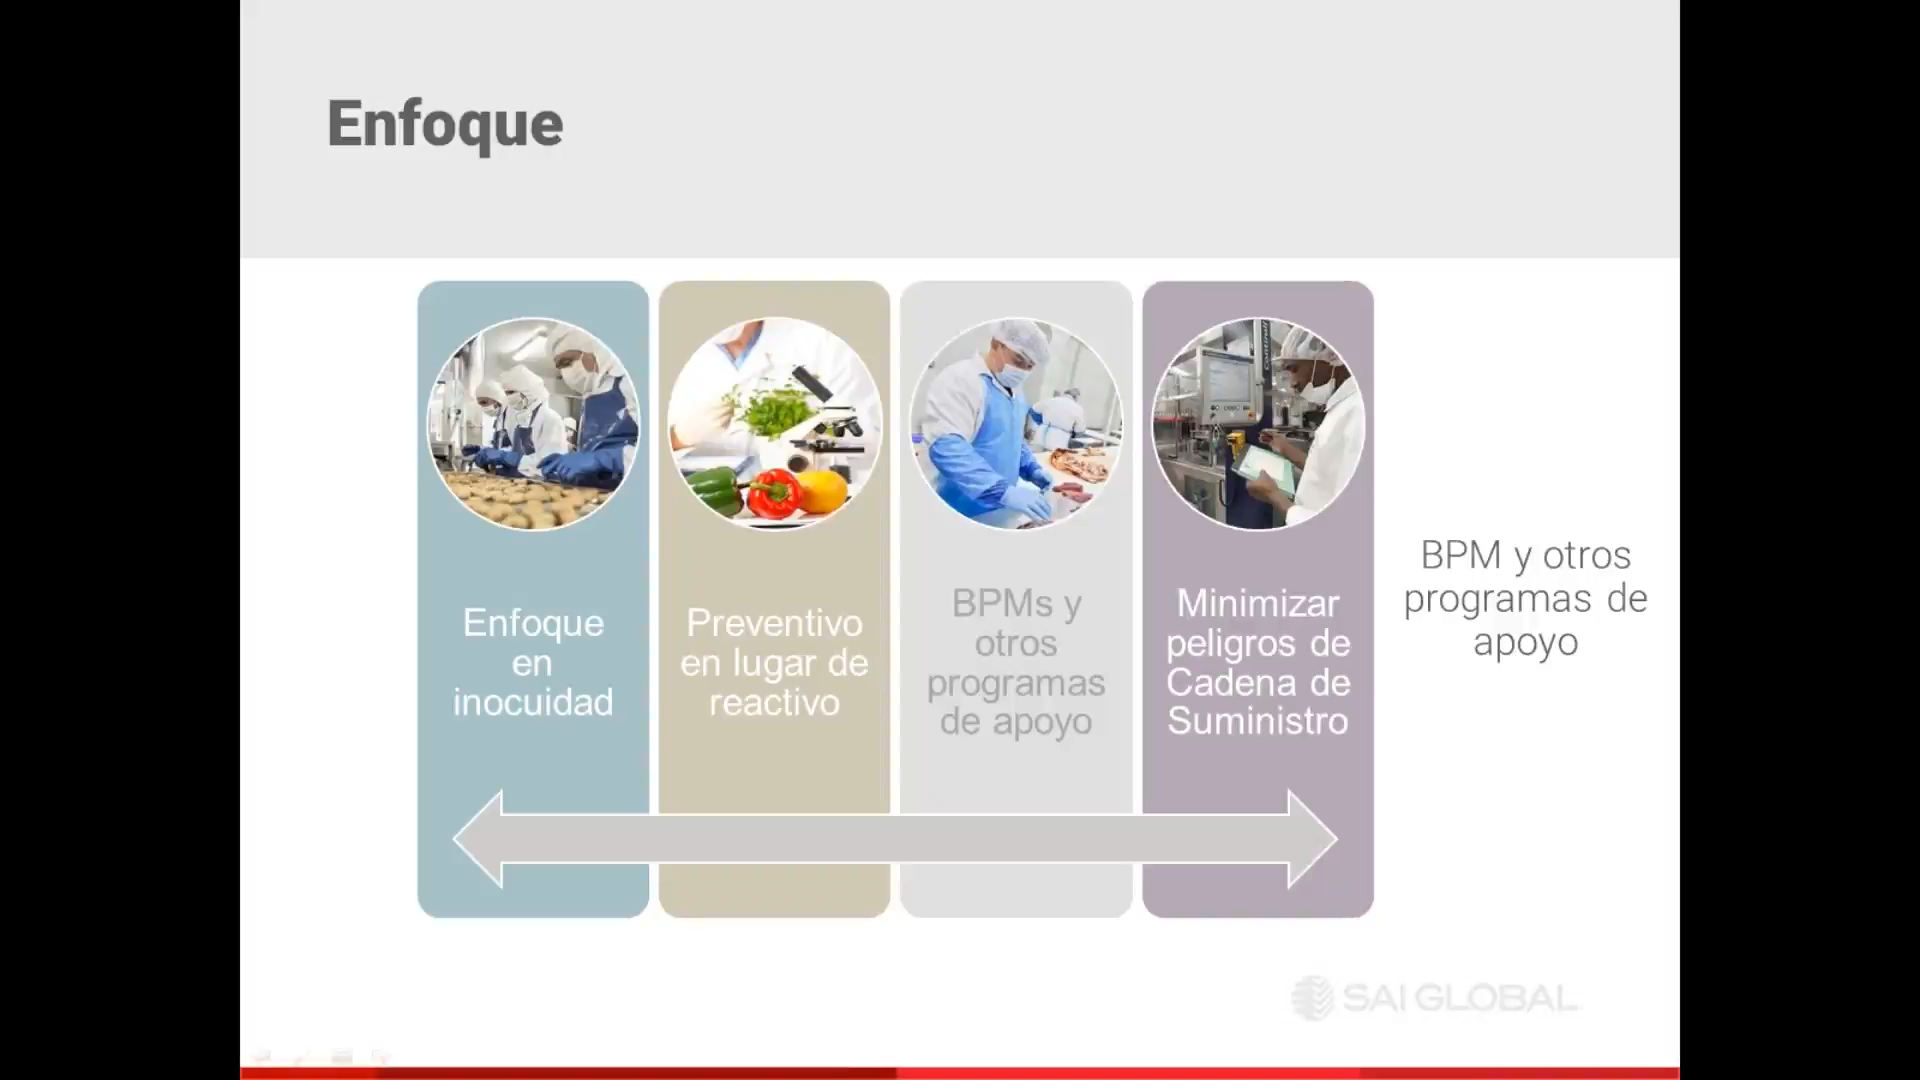 Enfoque
Enfoque
en
inocuidad
Preventivo
en lugar de
reactivo
BPMs y
otros
programas
de apoyo
Minimizar
peligros de
Cadena de
Suministro
BPM y otros
programas de
apoyo
SAI GLOBAL